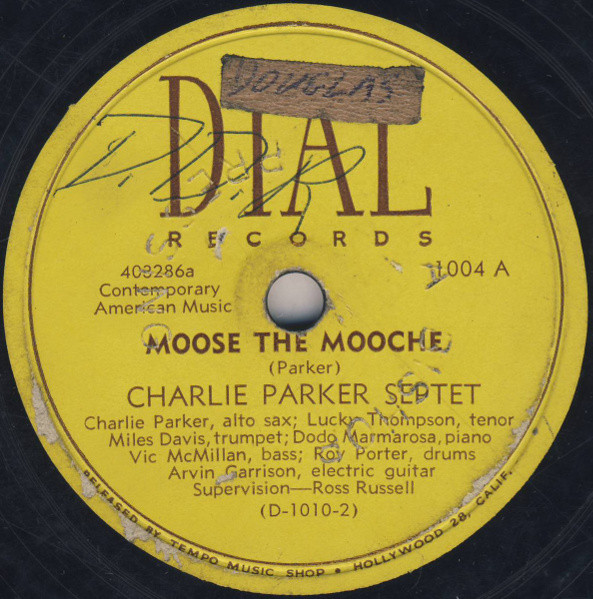 DOUGLAS
DIAL
RECORDS
403286a
1004 A
Contemporary
American Music
MOOSE THE MOOCHE
(Parker)
CHARLIE PARKER SEPTET
Charlie Parker, alto sax; Lucky Thompson, tenor
Miles Davis, trumpet; Dodo Marmarosa, piano
Vic McMillan, bass; Roy Porter, drums
Arvin Garrison, electric guitar
Supervision—Ross Russell
(D-1010-2)
RELEASED BY TEMPO MUSIC SHOP • HOLLYWOOD 28, CALIF.